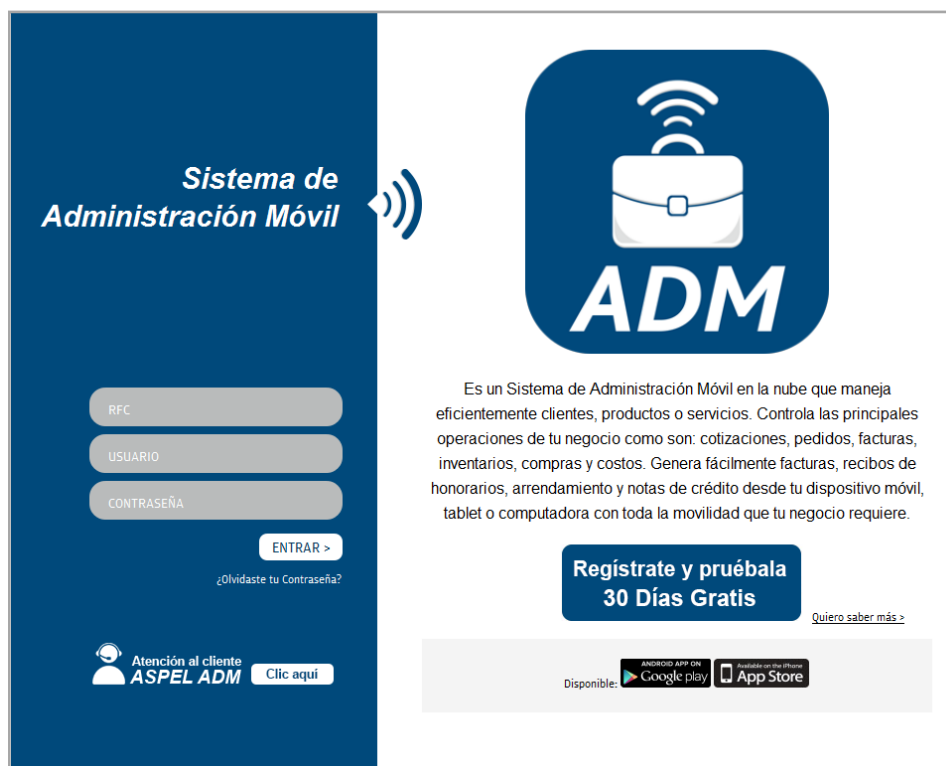 Sistema de
Administración Móvil
RFC
USUARIO
CONTRASEÑA
ENTRAR >
¿Olvidaste tu Contraseña?
Atención al cliente
ASPEL ADM
Clic aquí
ADM
Es un Sistema de Administración Móvil en la nube que maneja
eficientemente clientes, productos o servicios. Controla las principales
operaciones de tu negocio como son: cotizaciones, pedidos, facturas,
inventarios, compras y costos. Genera fácilmente facturas, recibos de
honorarios, arrendamiento y notas de crédito desde tu dispositivo móvil,
tablet o computadora con toda la movilidad que tu negocio requiere.
Regístrate y pruébala
30 Días Gratis
Quiero saber más >
Disponible:
ANDROID APP ON
Google play
Available on the iPhone
App Store